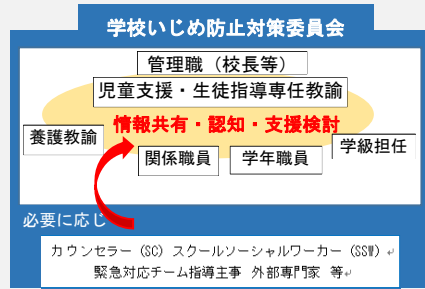 学校いじめ防止対策委員会
管理職（校長等）
児童支援・生徒指導専任教諭
情報共有・認知・支援検討
養護教諭
関係職員
学年職員
学級担任
必要に応じ
カウンセラー（SC）スクールソーシャルワーカー（SSW）↵
緊急対応チーム指導主事 外部専門家 等↵